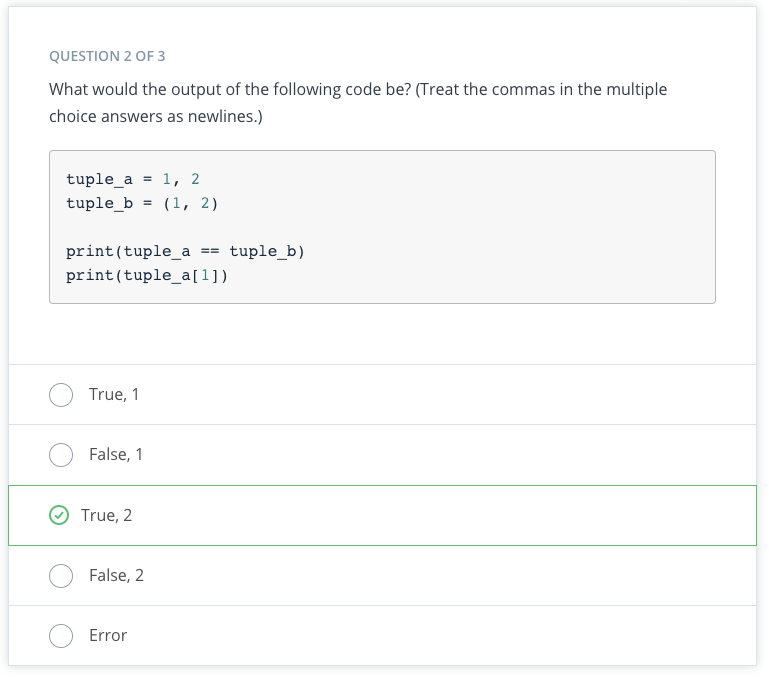 QUESTION 2 OF 3
What would the output of the following code be? (Treat the commas in the multiple
choice answers as newlines.)
tuple_a = 1, 2
tuple_b = (1, 2)
print(tuple_a == tuple_b)
print(tuple_a[1])
True, 1
False, 1
True, 2
False, 2
Error